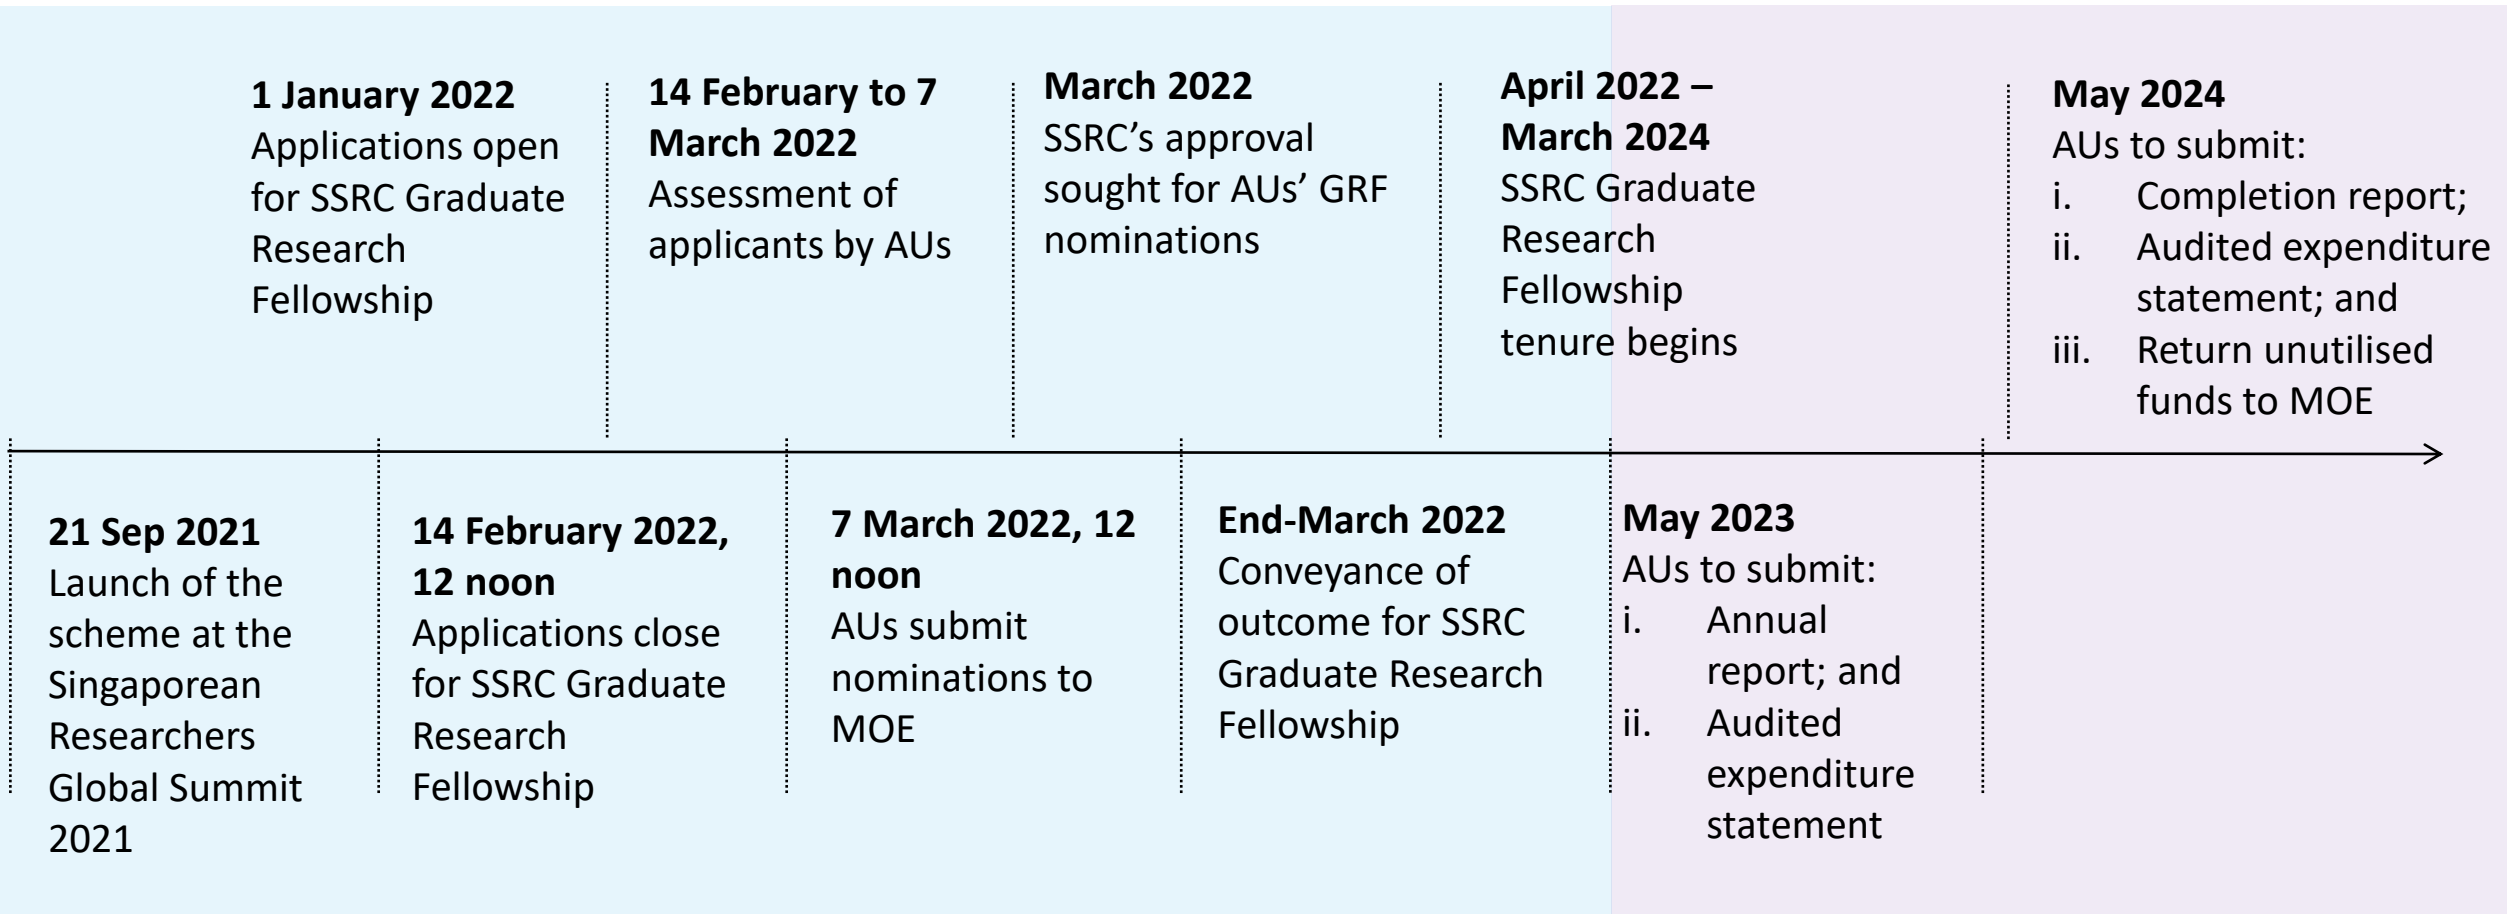 1 January 2022
Applications open
for SSRC Graduate
Research
Fellowship
14 February to 7
March 2022
Assessment of
applicants by AUs
March 2022
SSRC’s approval
sought for AUs’ GRF
nominations
April 2022 –
March 2024
SSRC Graduate
Research
Fellowship
tenure begins
May 2024
AUs to submit:
i. Completion report;
ii. Audited expenditure
statement; and
iii. Return unutilised
funds to MOE
21 Sep 2021
Launch of the
scheme at the
Singaporean
Researchers
Global Summit
2021
14 February 2022,
12 noon
Applications close
for SSRC Graduate
Research
Fellowship
7 March 2022, 12
noon
AUs submit
nominations to
MOE
End-March 2022
Conveyance of
outcome for SSRC
Graduate Research
Fellowship
May 2023
AUs to submit:
i. Annual
report; and
ii. Audited
expenditure
statement